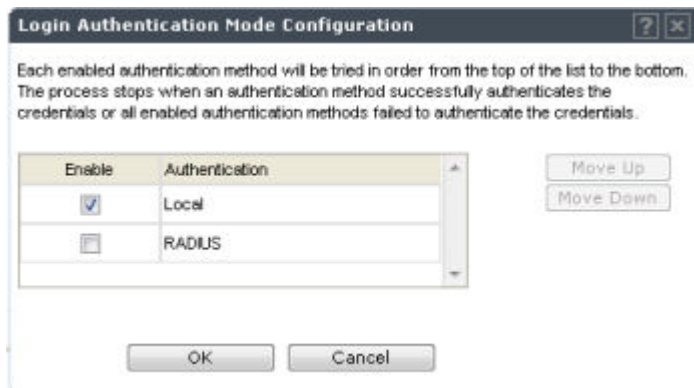 Login Authentication Mode Configuration
?
Each enabled authentication method will be tried in order from the top of the list to the bottom.
The process stops when an authentication method successfully authenticates the
credentials or all enabled authentication methods failed to authenticate the credentials.
Enable Authentication
Move Up
Local
Move Down
RADIUS
OK Cancel